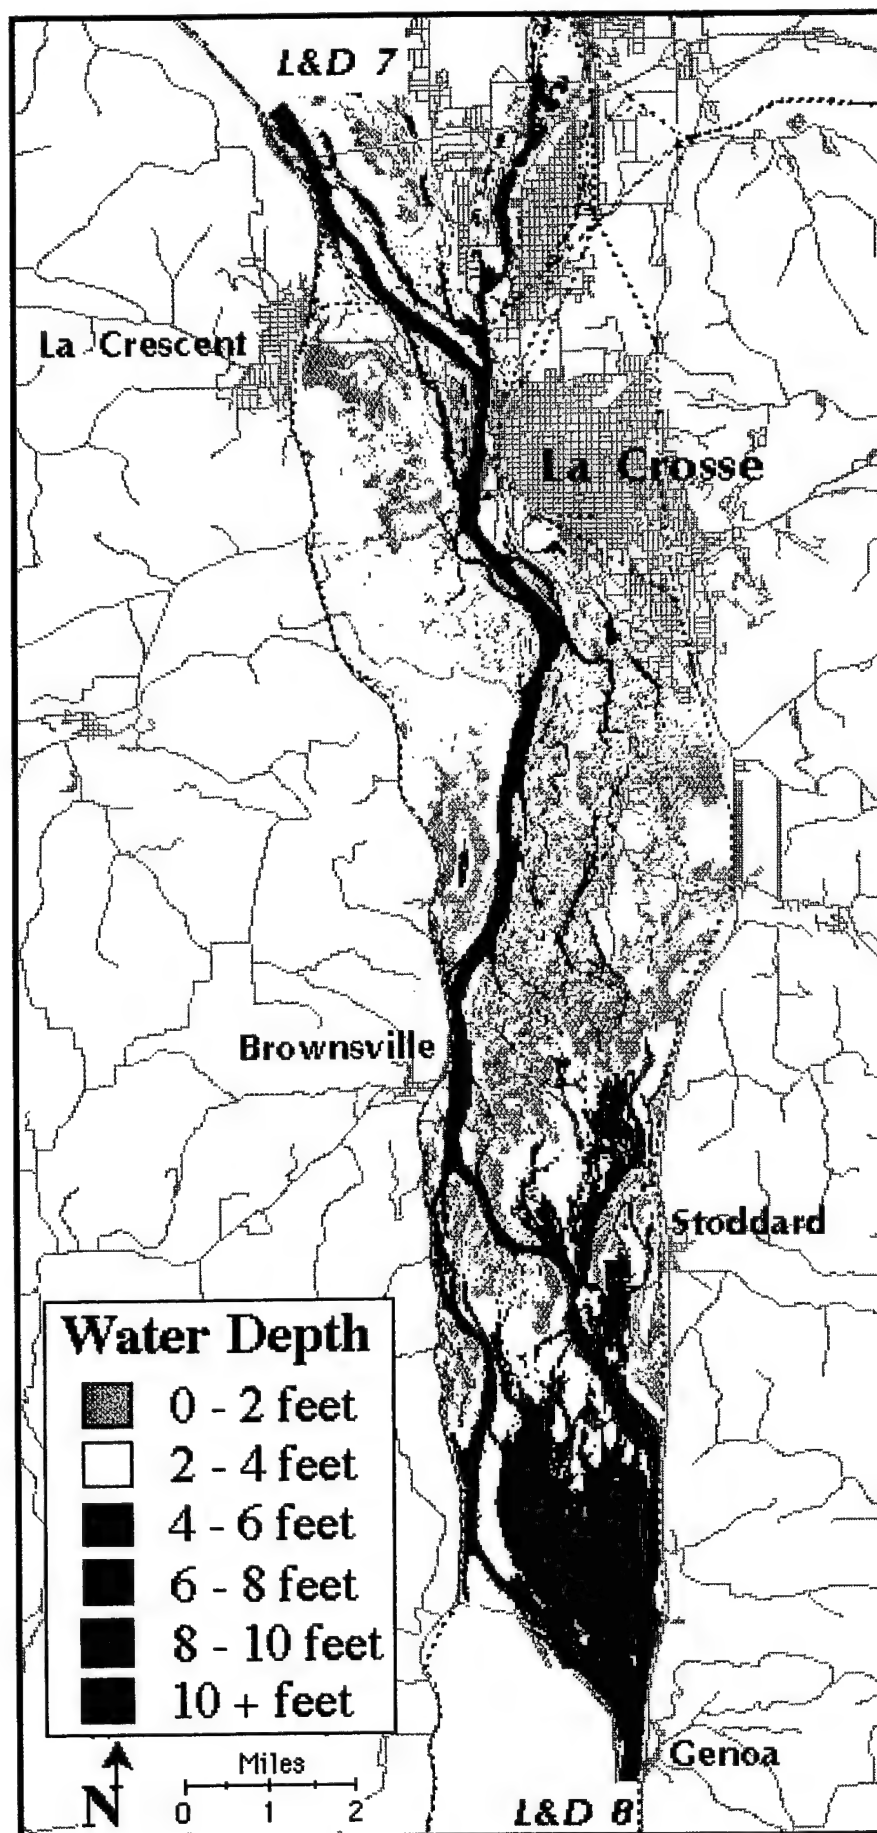 L&D 7
La Crescent
La Crosse
Brownsville
Stoddard
Water Depth
0 - 2 feet
2 - 4 feet
4 - 6 feet
6 - 8 feet
8 - 10 feet
10 + feet
Genoa
Miles
N
0 1 2
L&D 8